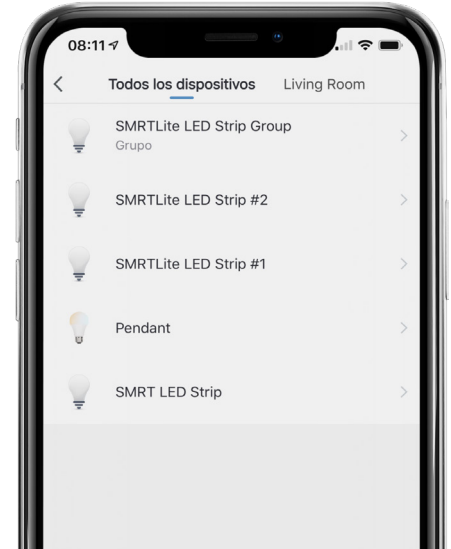 08:11
Todos los dispositivos Living Room
SMRTLite LED Strip Group
Grupo
SMRTLite LED Strip #2
SMRTLite LED Strip #1
Pendant
SMRT LED Strip